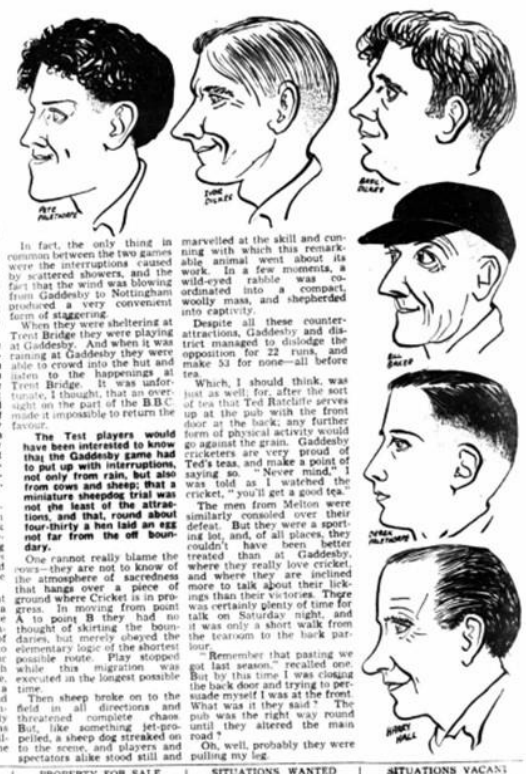 PETE
PALETHORPE
IVOR
DICKES
BASIL
DICKES
BILL
BAKER
DEREK
PALETHORPE
HARRY
HALL
In fact, the only thing in
common between the two games
were the interruptions caused
by scattered showers, and the
fact that the wind was blowing
from Gaddesby to Nottingham
produced a very convenient
form of staggering.
When they were sheltering at
Trent Bridge they were playing
at Gaddesby. And when it was
raining at Gaddesby they were
able to crowd into the hut and
listen to the happenings at
Trent Bridge. It was unfor-
tunate, I thought, that an over-
sight on the part of the B.B.C.
made it impossible to return the
favour.
The Test players would
have been interested to know
that the Gaddesby game had
to put up with interruptions,
not only from rain, but also
from cows and sheep; that a
miniature sheepdog trial was
not the least of the attrac-
tions, and that, round about
four-thirty a hen laid an egg
not far from the off boun-
dary.
One cannot really blame the
cows—they are not to know of
the atmosphere of sacredness
that hangs over a piece of
ground where Cricket is in pro-
gress. In moving from point
A to point B they had no
thought of skirting the boun-
daries, but merely obeyed the
elementary logic of the shortest
possible route. Play stopped
while this migration was
executed in the longest possible
time.
Then sheep broke on to the
field in all directions and
threatened complete chaos.
But, like something jet-pro-
pelled, a sheep dog streaked on
to the scene, and players and
spectators alike stood still and
marvelled at the skill and cun-
ning with which this remark-
able animal went about its
work. In a few moments, a
wild-eyed rabble was co-
ordinated into a compact,
woolly mass, and shepherded
into captivity.
Despite all these counter-
attractions, Gaddesby and dis-
trict managed to dislodge the
opposition for 22 runs, and
make 53 for none—all before
tea.
Which, I should think, was
just as well; for, after the sort
of tea that Ted Ratcliffe serves
up at the pub with the front
door at the back; any further
form of physical activity would
go against the grain. Gaddesby
cricketers are very proud of
Ted's teas, and make a point of
saying so. "Never mind," I
was told as I watched the
cricket, "you'll get a good tea."
The men from Melton were
similarly consoled over their
defeat. But they were a sport-
ing lot, and, of all places, they
couldn't have been better
treated than at Gaddesby,
where they really love cricket,
and where they are inclined
more to talk about their lick-
ings than their victories. There
was certainly plenty of time for
talk on Saturday night, and
it was only a short walk from
the tearoom to the back par-
lour.
"Remember that pasting we
got last season," recalled one.
But by this time I was closing
the back door and trying to per-
suade myself I was at the front.
What was it they said? The
pub was the right way round
until they altered the main
road?
Oh, well, probably they were
pulling my leg.
PROPERTY FOR SALE
SITUATIONS WANTED
SITUATIONS VACANT